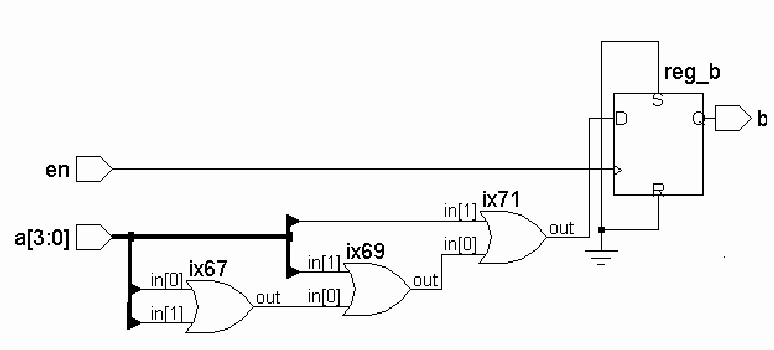 reg_b
S
D
Q
b
en
R
a[3:0]
ix71
in[1]
in[0]
out
ix69
in[1]
in[0]
out
ix67
in[0]
in[1]
out